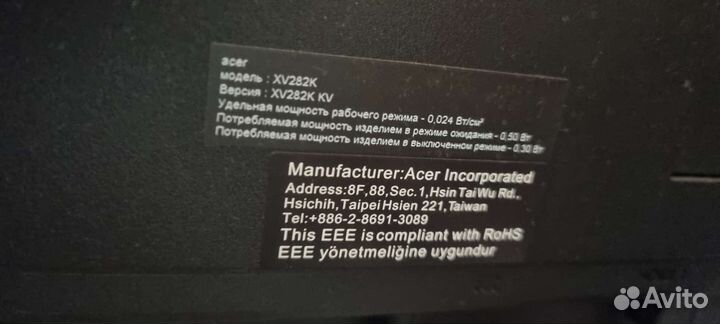 acer
модель : XV282K
Версия : XV282K KV
Удельная мощность рабочего режима - 0,024 Вт/см²
Потребляемая мощность изделием в режиме ожидания - 0,50 Вт
Потребляемая мощность изделием в выключенном режиме - 0,30 Вт
Manufacturer:Acer Incorporated
Address:8F,88,Sec.1,Hsin Tai Wu Rd.,
Hsichih,Taipei Hsien 221,Taiwan
Tel:+886-2-8691-3089
This EEE is compliant with RoHS
EEE yönetmeliğine uygundur
Avito